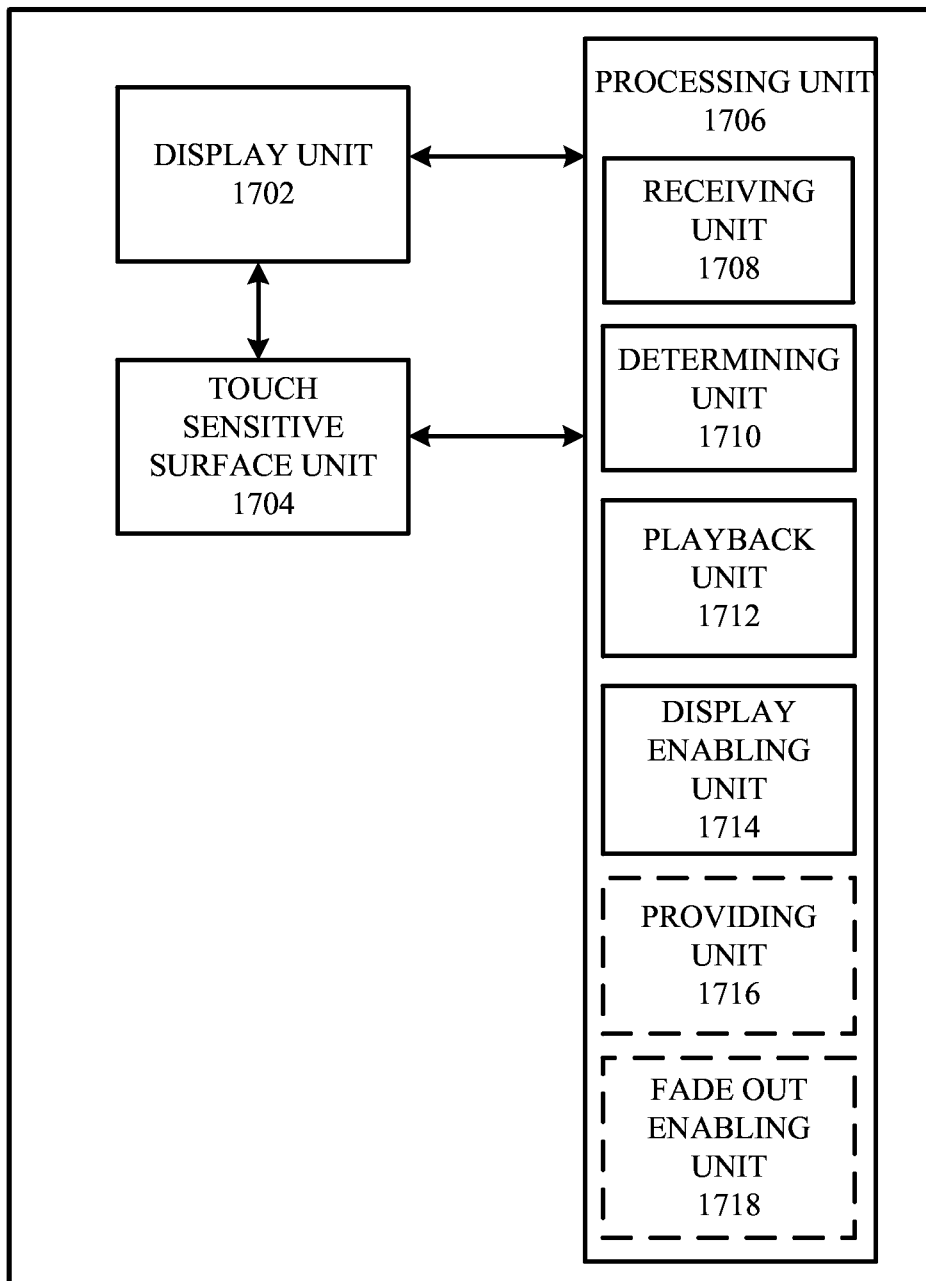 DISPLAY UNIT
1702
TOUCH
SENSITIVE
SURFACE UNIT
1704
PROCESSING UNIT
1706
RECEIVING
UNIT
1708
DETERMINING
UNIT
1710
PLAYBACK
UNIT
1712
DISPLAY
ENABLING
UNIT
1714
PROVIDING
UNIT
1716
FADE OUT
ENABLING
UNIT
1718